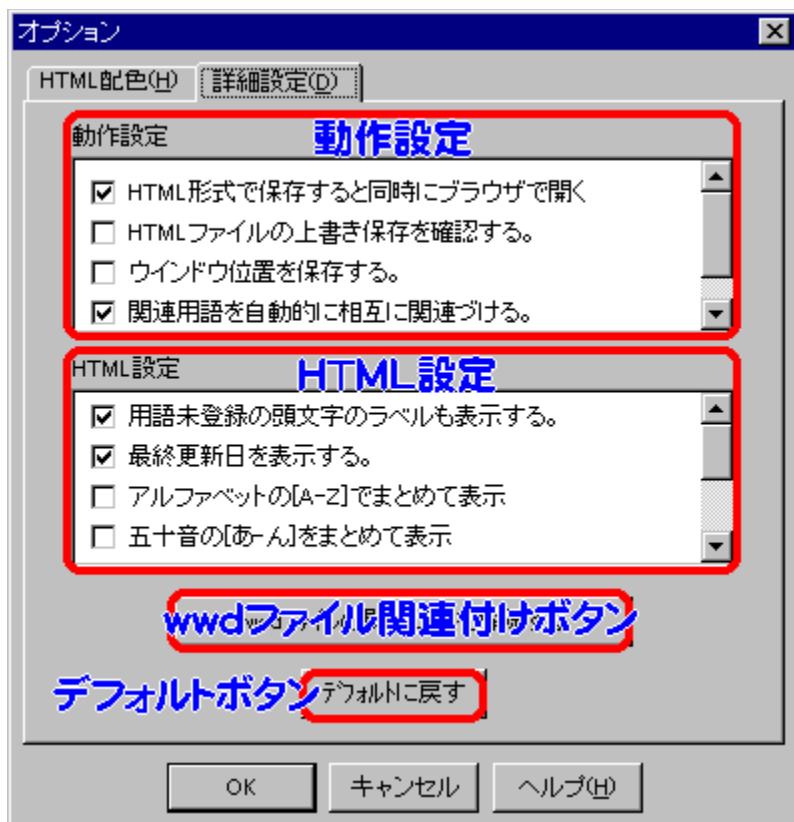 オプション
HTML配色(H) 詳細設定(D)
動作設定 動作設定
HTML形式で保存すると同時にブラウザで開く
HTMLファイルの上書き保存を確認する。
ウインドウ位置を保存する。
関連用語を自動的に相互に関連づける。
HTML設定 HTML設定
用語未登録の頭文字のラベルも表示する。
最終更新日を表示する。
アルファベットの[A-Z]でまとめて表示
五十音の[あ-ん]をまとめて表示
wwdファイル関連付けボタン
デフォルトボタン デフォルトに戻す
OK キャンセル ヘルプ(H)